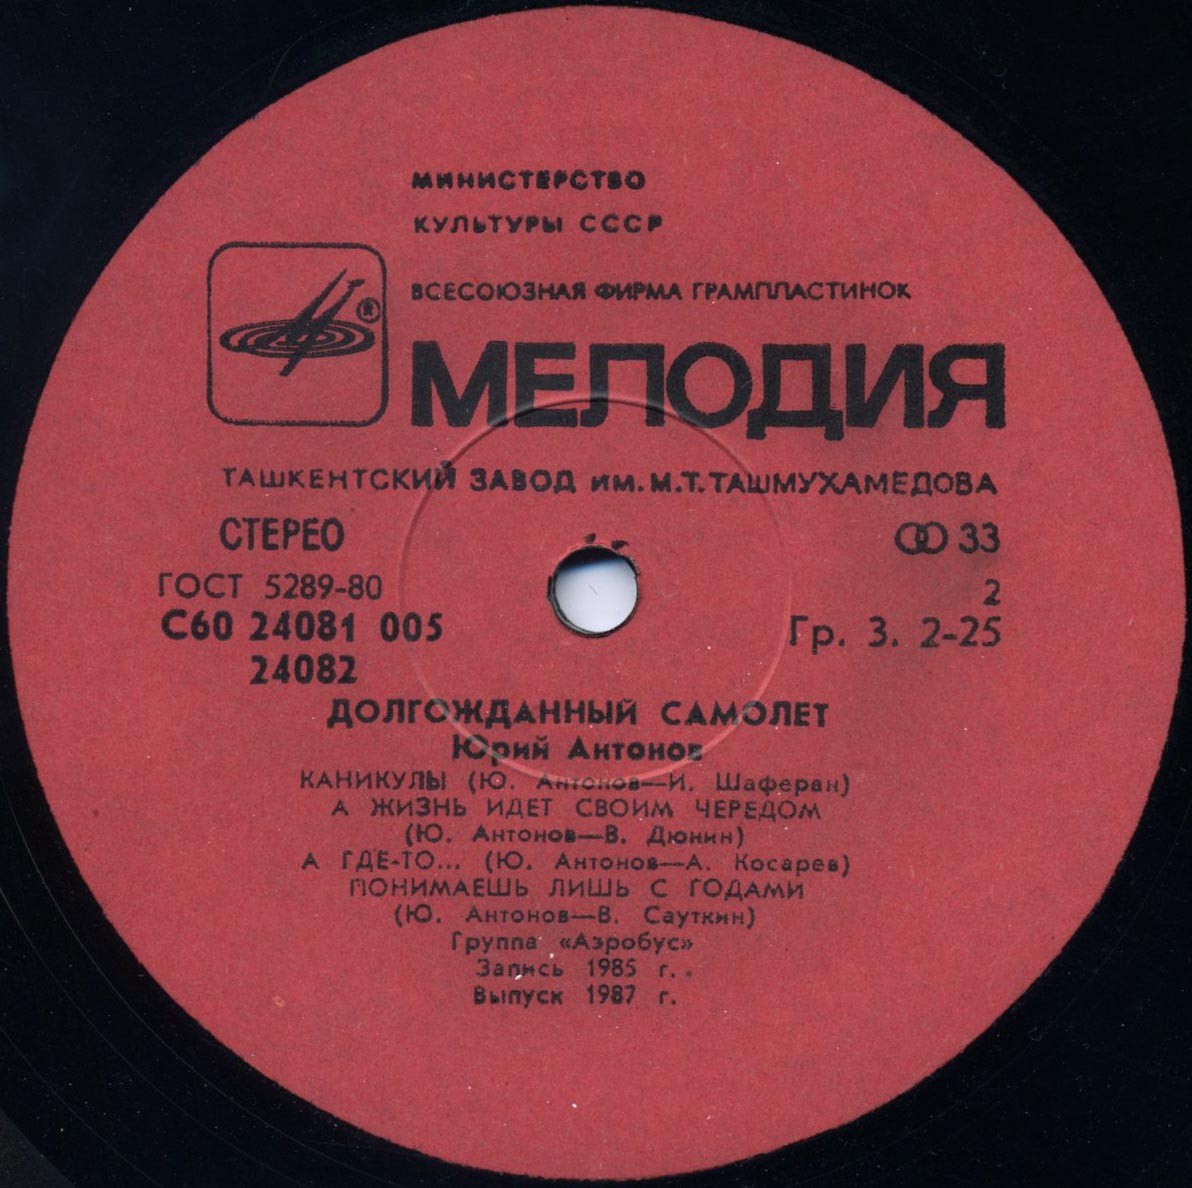 МИНИСТЕРСТВО
КУЛЬТУРЫ СССР
ВСЕСОЮЗНАЯ ФИРМА ГРАМПЛАСТИНОК
®
МЕЛОДИЯ
ТАШКЕНТСКИЙ ЗАВОД им. М.Т. ТАШМУХАМЕДОВА
СТЕРЕО 33
ГОСТ 5289-80 2
С60 24081 005 Гр. 3. 2-25
24082
ДОЛГОЖДАННЫЙ САМОЛЕТ
Юрий Антонов
КАНИКУЛЫ (Ю. Антонов—И. Шаферан)
А ЖИЗНЬ ИДЕТ СВОИМ ЧЕРЕДОМ
(Ю. Антонов—В. Дюнин)
А ГДЕ-ТО... (Ю. Антонов—А. Косарев)
ПОНИМАЕШЬ ЛИШЬ С ГОДАМИ
(Ю. Антонов—В. Сауткин)
Группа «Аэробус»
Запись 1985 г.
Выпуск 1987 г.